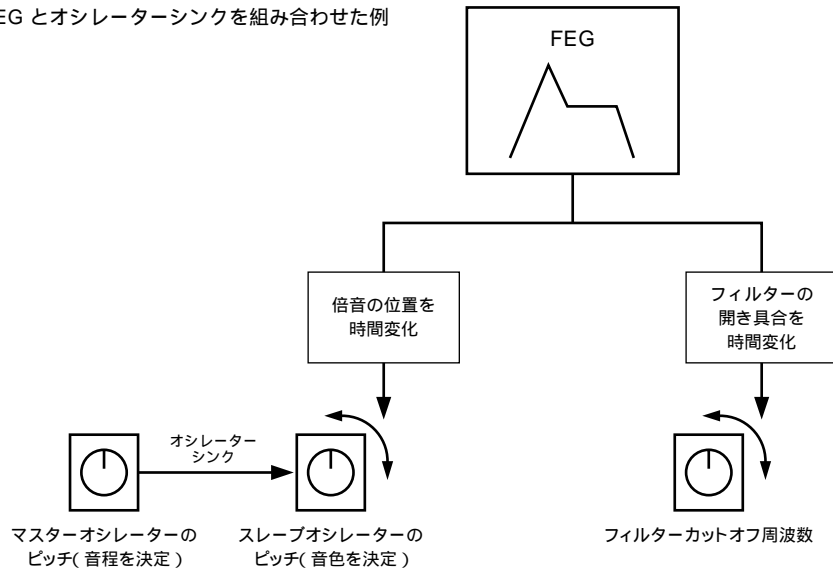 EG とオシレーターシンクを組み合わせた例
FEG
倍音の位置を
時間変化
フィルターの
開き具合を
時間変化
オシレーター
シンク
マスターオシレーターの
ピッチ( 音程を決定 )
スレーブオシレーターの
ピッチ( 音色を決定 )
フィルターカットオフ周波数